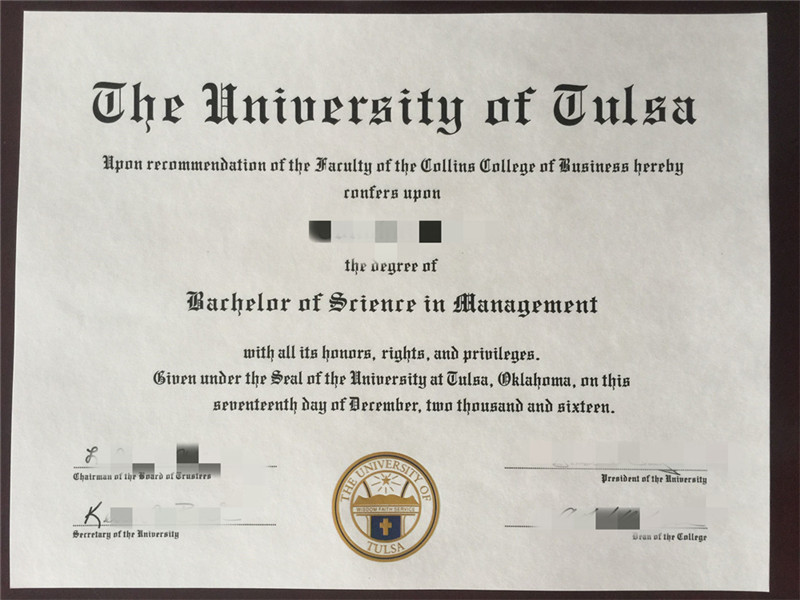 The University of Tulsa
Upon recommendation of the Faculty of the Collins College of Business hereby
confers upon
the degree of
Bachelor of Science in Management
with all its honors, rights, and privileges.
Given under the Seal of the University at Tulsa, Oklahoma, on this
seventeenth day of December, two thousand and sixteen.
Chairman of the Board of Trustees
President of the University
Secretary of the University
Dean of the College
THE UNIVERSITY OF
WISDOM FAITH SERVICE
TULSA